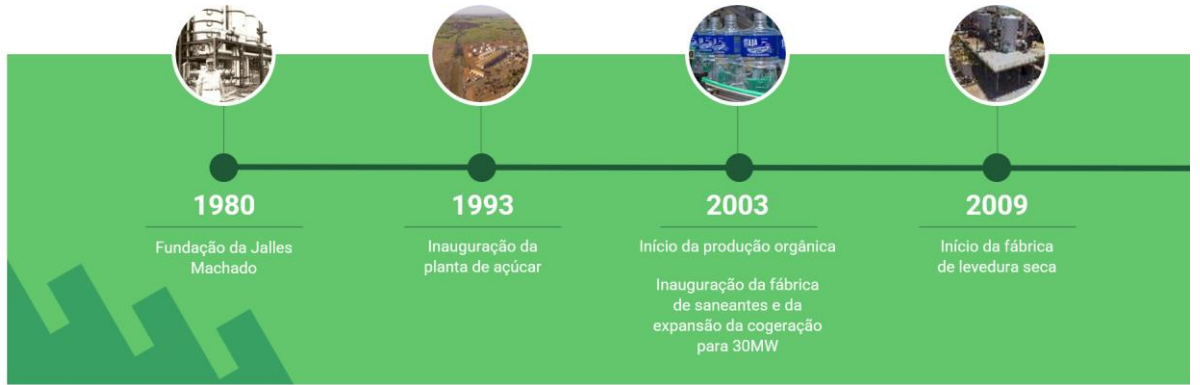 1980
Fundação da Jalles
Machado
1993
Inauguração da
planta de açúcar
2003
Início da produção orgânica
Inauguração da fábrica
de saneantes e da
expansão da cogeração
para 30MW
2009
Início da fábrica
de levedura seca
ITAJÁ